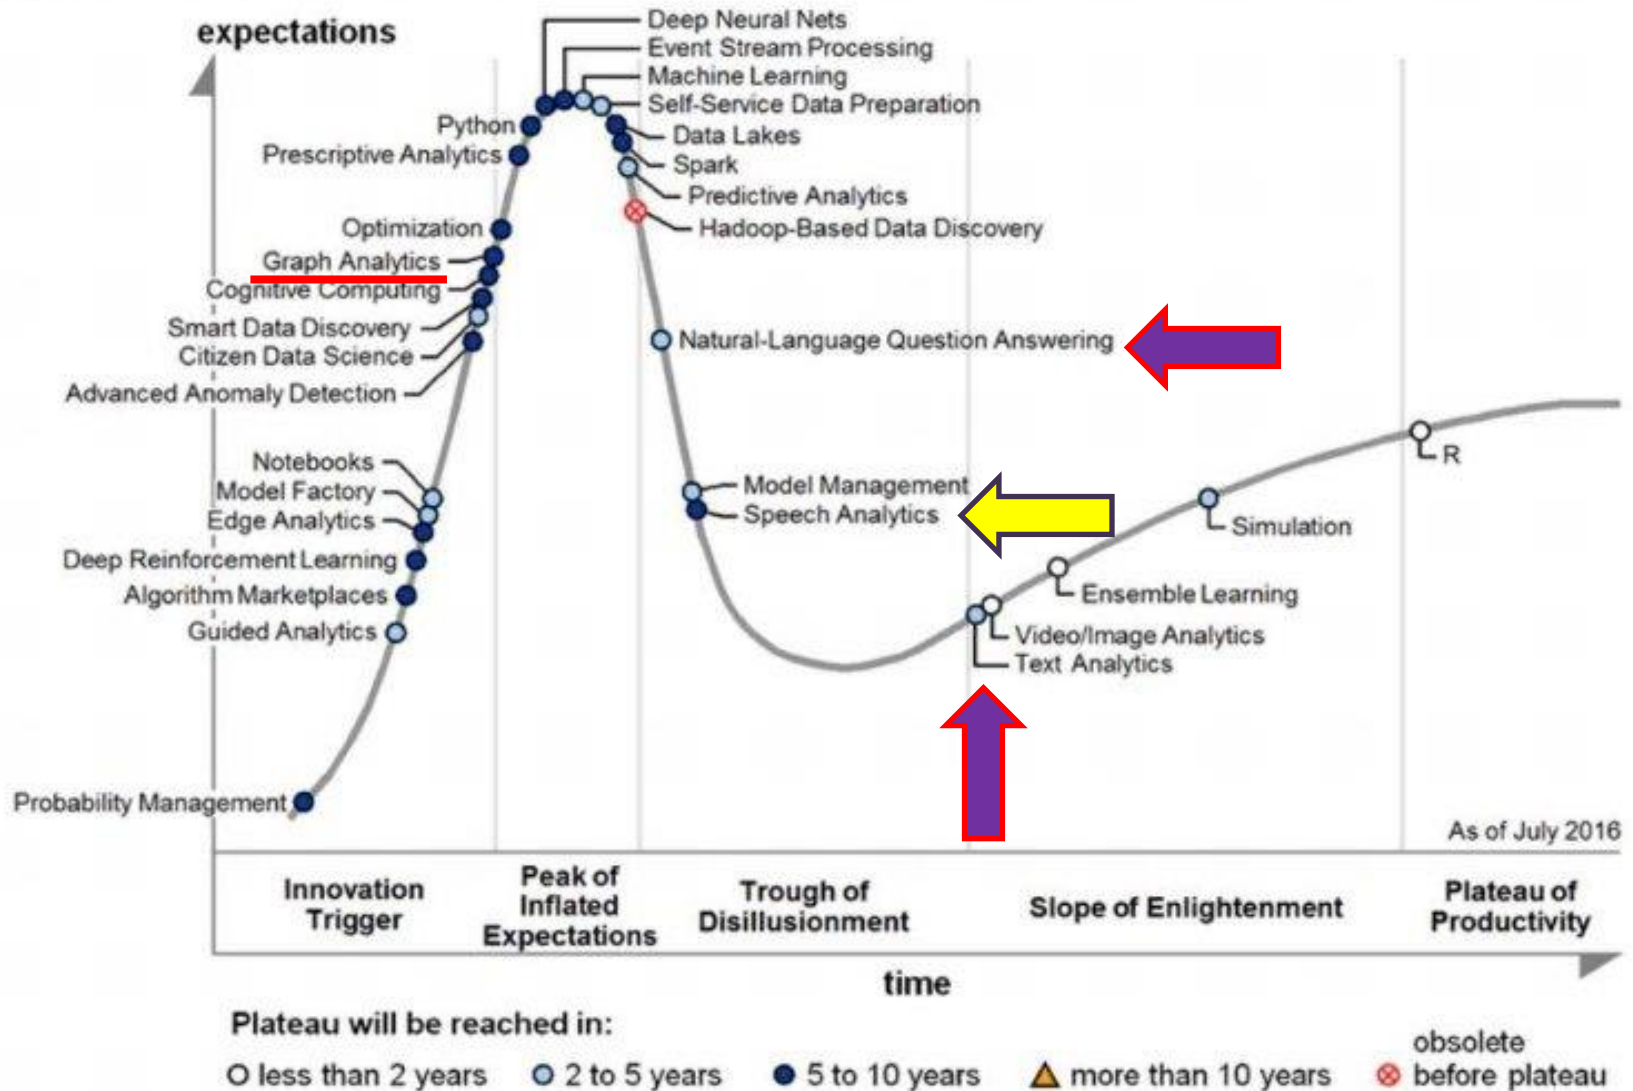 expectations
Deep Neural Nets
Event Stream Processing
Machine Learning
Self-Service Data Preparation
Python
Data Lakes
Prescriptive Analytics
Spark
Predictive Analytics
Optimization
Hadoop-Based Data Discovery
Graph Analytics
Cognitive Computing
Smart Data Discovery
Natural-Language Question Answering
Citizen Data Science
Advanced Anomaly Detection
Notebooks
R
Model Factory
Model Management
Edge Analytics
Speech Analytics
Simulation
Deep Reinforcement Learning
Algorithm Marketplaces
Ensemble Learning
Guided Analytics
Video/Image Analytics
Text Analytics
Probability Management
As of July 2016
Innovation
Trigger
Peak of
Inflated
Expectations
Trough of
Disillusionment
Slope of Enlightenment
Plateau of
Productivity
time
Plateau will be reached in:
less than 2 years
2 to 5 years
5 to 10 years
more than 10 years
obsolete
before plateau